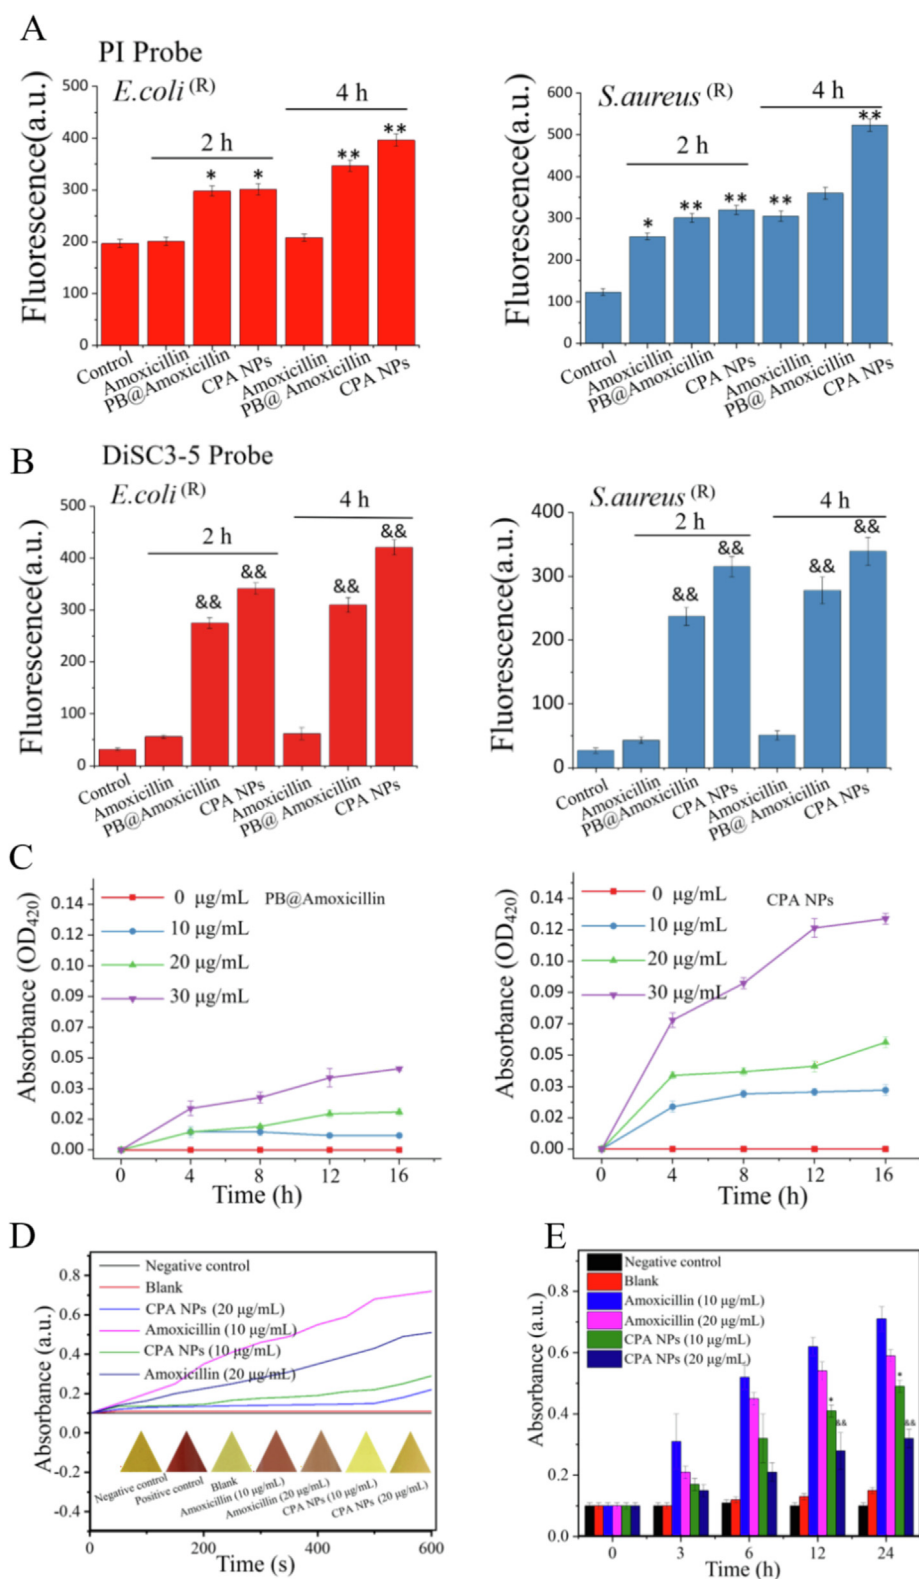 A
PI Probe
E.coli (R)
4 h
2 h
Fluorescence(a.u.)
500
400
300
200
100
0
* * ** **
Control
Amoxicillin
PB@Amoxicillin
CPA NPs
Amoxicillin
PB@ Amoxicillin
CPA NPs
S.aureus (R)
4 h
2 h
Fluorescence(a.u.)
600
500
400
300
200
100
0
* ** ** ** **
Control
Amoxicillin
PB@Amoxicillin
CPA NPs
Amoxicillin
PB@ Amoxicillin
CPA NPs
B
DiSC3-5 Probe
E.coli (R)
4 h
2 h
Fluorescence(a.u.)
500
400
300
200
100
0
&& && && &&
Control
Amoxicillin
PB@Amoxicillin
CPA NPs
Amoxicillin
PB@ Amoxicillin
CPA NPs
S.aureus (R)
4 h
2 h
Fluorescence(a.u.)
400
300
200
100
0
&& && && &&
Control
Amoxicillin
PB@Amoxicillin
CPA NPs
Amoxicillin
PB@ Amoxicillin
CPA NPs
C
PB@Amoxicillin
0 μg/mL
10 μg/mL
20 μg/mL
30 μg/mL
Absorbance (OD420)
0.14
0.12
0.10
0.09
0.07
0.05
0.03
0.02
0.00
0 4 8 12 16
Time (h)
CPA NPs
0 μg/mL
10 μg/mL
20 μg/mL
30 μg/mL
Absorbance (OD420)
0.14
0.12
0.10
0.09
0.07
0.05
0.03
0.02
0.00
0 4 8 12 16
Time (h)
D
Negative control
Blank
CPA NPs (20 μg/mL)
Amoxicillin (10 μg/mL)
CPA NPs (10 μg/mL)
Amoxicillin (20 μg/mL)
Absorbance (a.u.)
0.8
0.6
0.4
0.2
0.0
-0.2
-0.4
Negative control
Positive control
Blank
Amoxicillin (10 μg/mL)
Amoxicillin (20 μg/mL)
CPA NPs (10 μg/mL)
CPA NPs (20 μg/mL)
0 200 400 600
Time (s)
E
Negative control
Blank
Amoxicillin (10 μg/mL)
Amoxicillin (20 μg/mL)
CPA NPs (10 μg/mL)
CPA NPs (20 μg/mL)
Absorbance (a.u.)
0.8
0.6
0.4
0.2
0.0
* && * &&
0 3 6 12 24
Time (h)